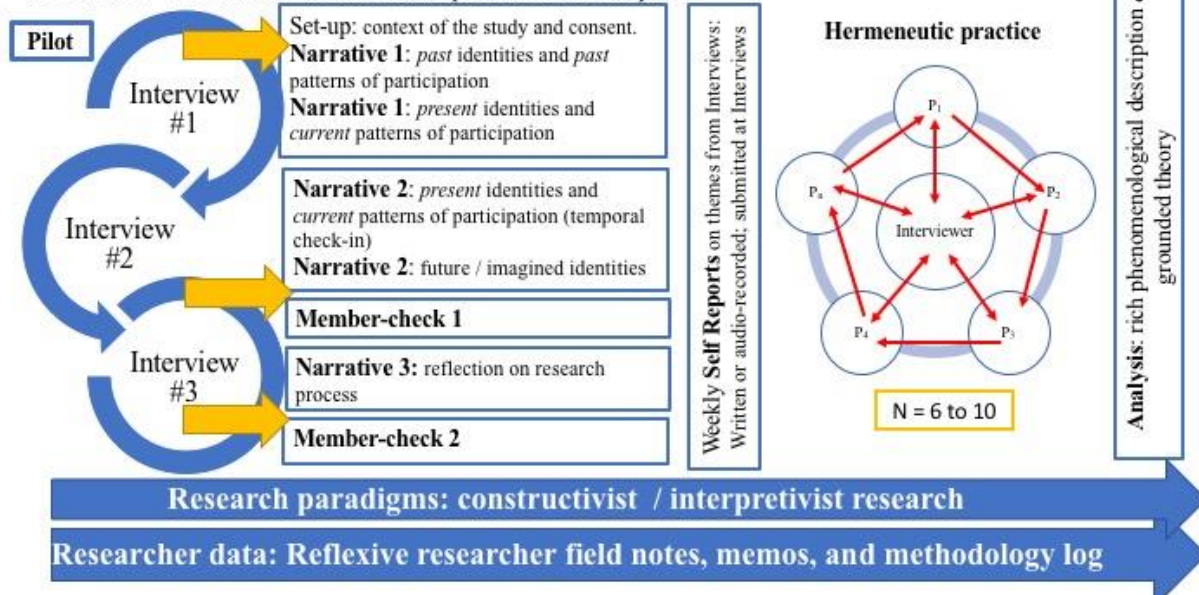 Pilot
Interview
#1
Interview
#2
Interview
#3
Set-up: context of the study and consent.
Narrative 1: past identities and past
patterns of participation
Narrative 1: present identities and
current patterns of participation
Narrative 2: present identities and
current patterns of participation (temporal
check-in)
Narrative 2: future / imagined identities
Member-check 1
Narrative 3: reflection on research
process
Member-check 2
Weekly Self Reports on themes from Interviews:
Written or audio-recorded; submitted at Interviews
Hermeneutic practice
P1
P2
P3
P4
Pn
Interviewer
N = 6 to 10
Analysis: rich phenomenological description
grounded theory
Research paradigms: constructivist / interpretivist research
Researcher data: Reflexive researcher field notes, memos, and methodology log